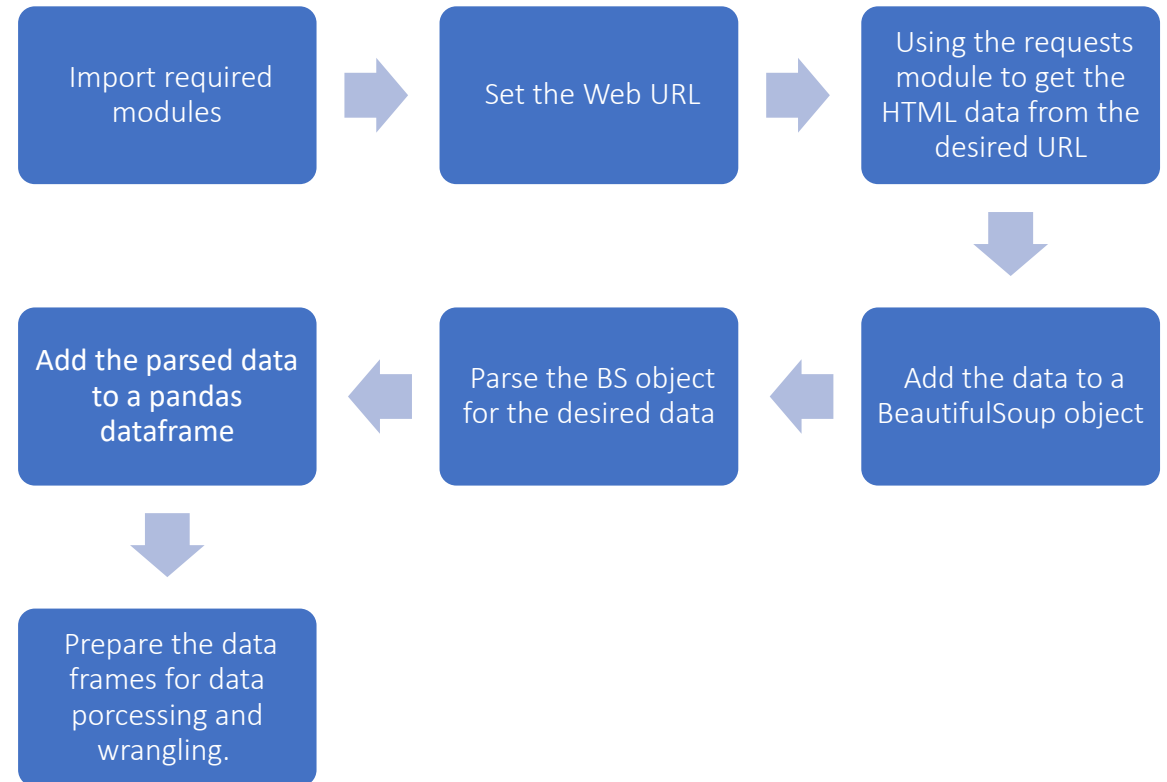 Import required
modules
Set the Web URL
Using the requests
module to get the
HTML data from the
desired URL
Add the data to a
BeautifulSoup object
Parse the BS object
for the desired data
Add the parsed data
to a pandas
dataframe
Prepare the data
frames for data
porcessing and
wrangling.